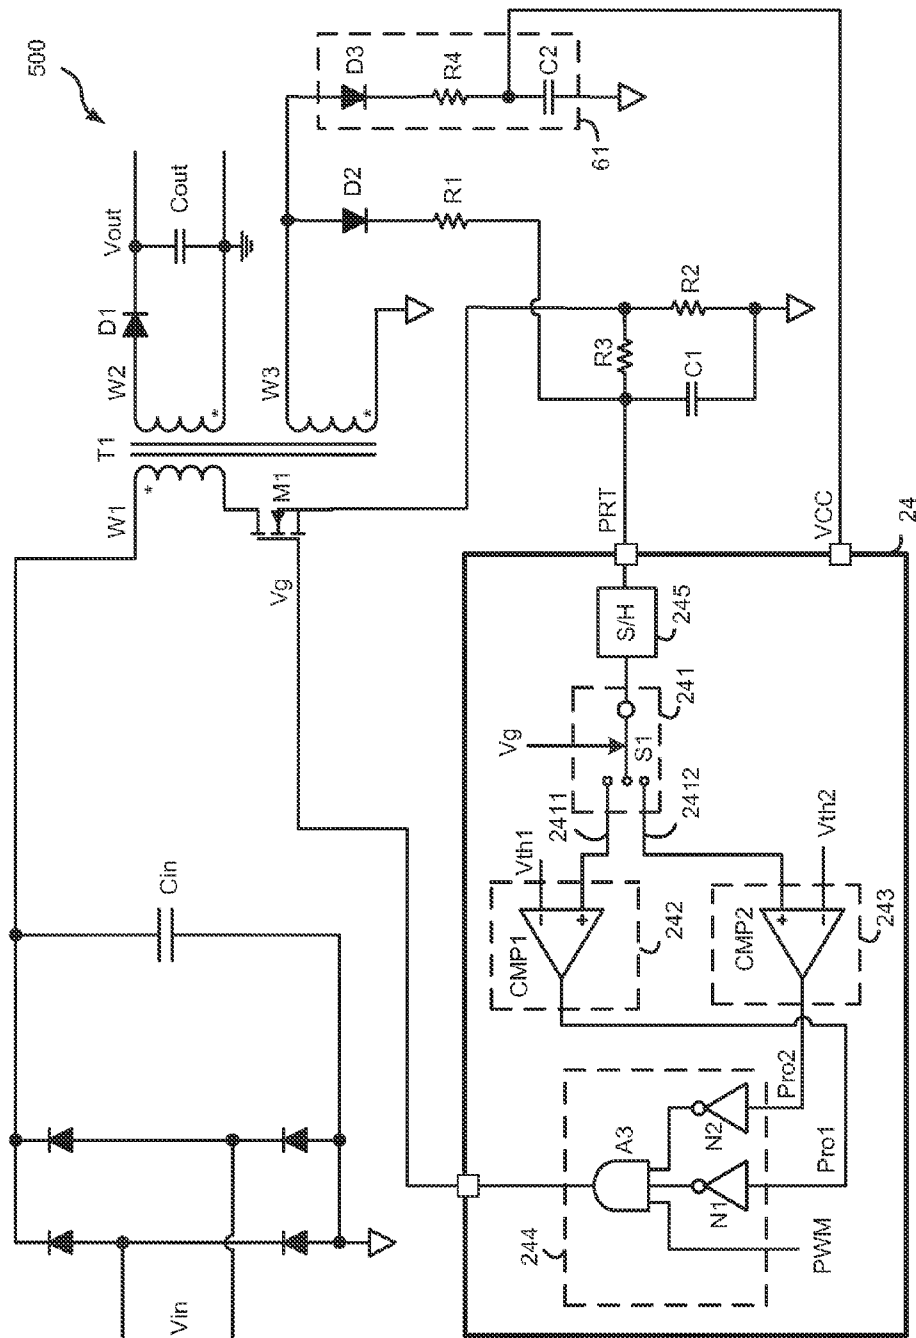 500
Vin
Cin
W1
T1
W2
D1
Vout
Cout
*
*
W3
*
M1
Vg
D2
R1
D3
R4
C2
61
R3
R2
C1
PRT
VCC
24
S/H
245
Vg
S1
241
2411
2412
Vth1
CMP1
-
+
242
Vth2
CMP2
+
-
243
Pro2
Pro1
A3
N2
N1
244
PWM